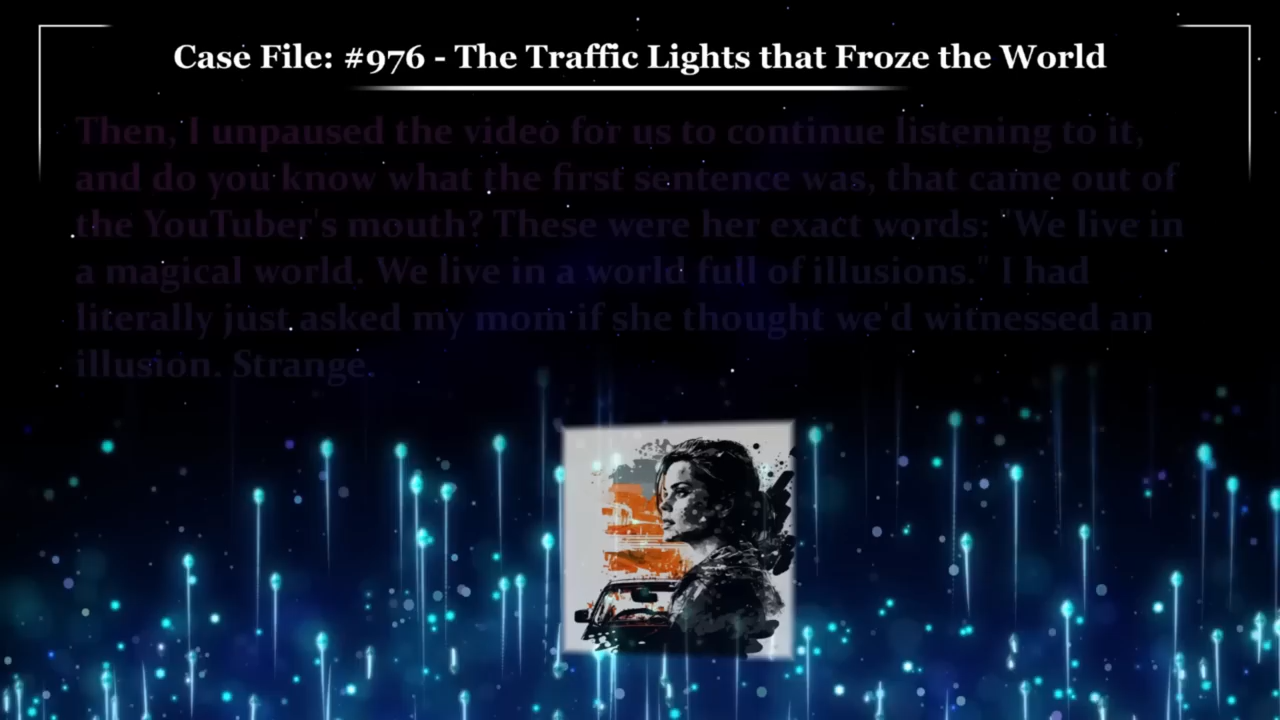 Case File: #976 - The Traffic Lights that Froze the World
Then, I unpaused the video for us to continue listening to it,
and do you know what the first sentence was, that came out of
the YouTuber's mouth? These were her exact words: "We live in
a magical world. We live in a world full of illusions." I had
literally just asked my mom if she thought we'd witnessed an
illusion. Strange.